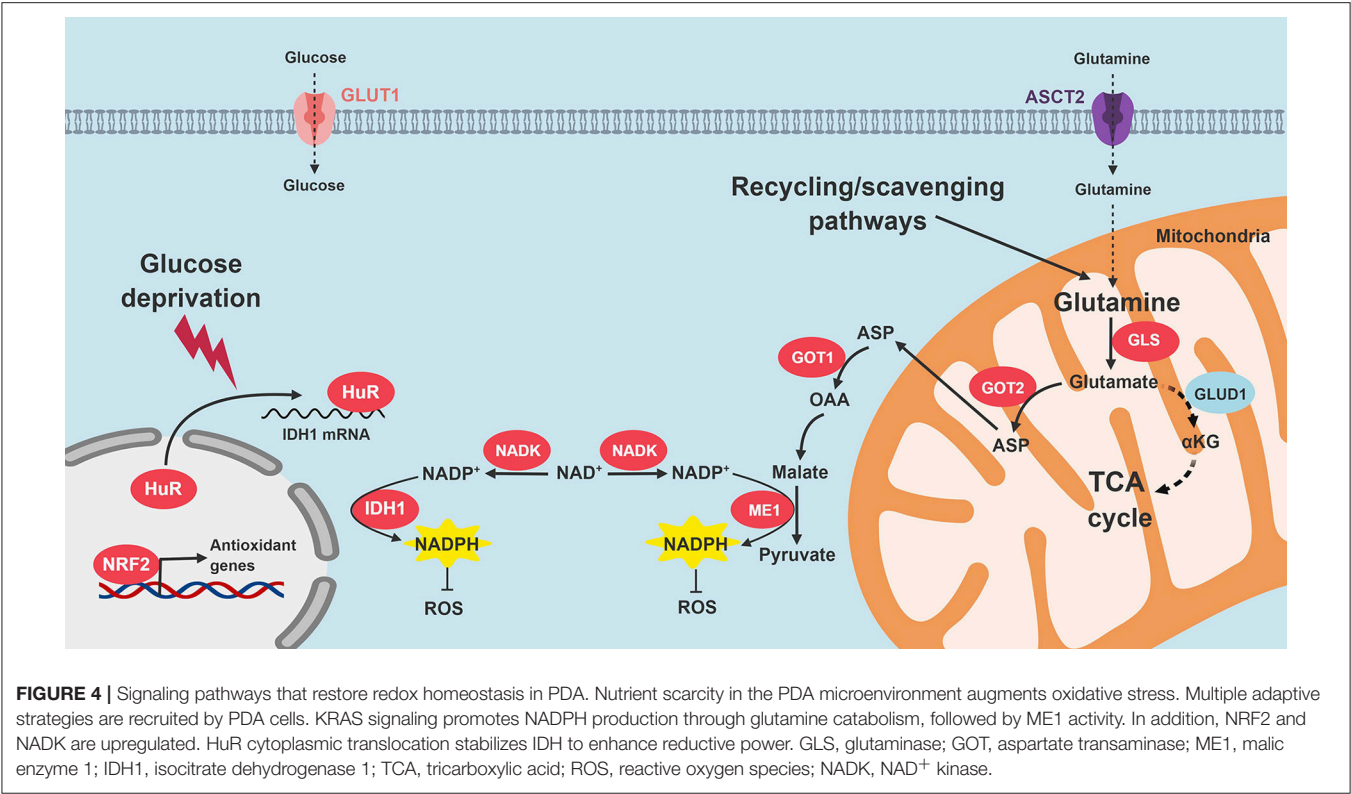 Glucose
GLUT1
Glucose
Glutamine
ASCT2
Glutamine
Recycling/scavenging
pathways
Mitochondria
Glucose
deprivation
Glutamine
GLS
Glutamate
GLUD1
αKG
TCA
cycle
GOT2
ASP
ASP
GOT1
OAA
Malate
ME1
Pyruvate
HuR
IDH1 mRNA
HuR
NRF2
Antioxidant
genes
NADP⁺
NADK
NAD⁺
NADK
NADP⁺
IDH1
NADPH
ROS
NADPH
ROS
FIGURE 4 | Signaling pathways that restore redox homeostasis in PDA. Nutrient scarcity in the PDA microenvironment augments oxidative stress. Multiple adaptive
strategies are recruited by PDA cells. KRAS signaling promotes NADPH production through glutamine catabolism, followed by ME1 activity. In addition, NRF2 and
NADK are upregulated. HuR cytoplasmic translocation stabilizes IDH to enhance reductive power. GLS, glutaminase; GOT, aspartate transaminase; ME1, malic
enzyme 1; IDH1, isocitrate dehydrogenase 1; TCA, tricarboxylic acid; ROS, reactive oxygen species; NADK, NAD⁺ kinase.